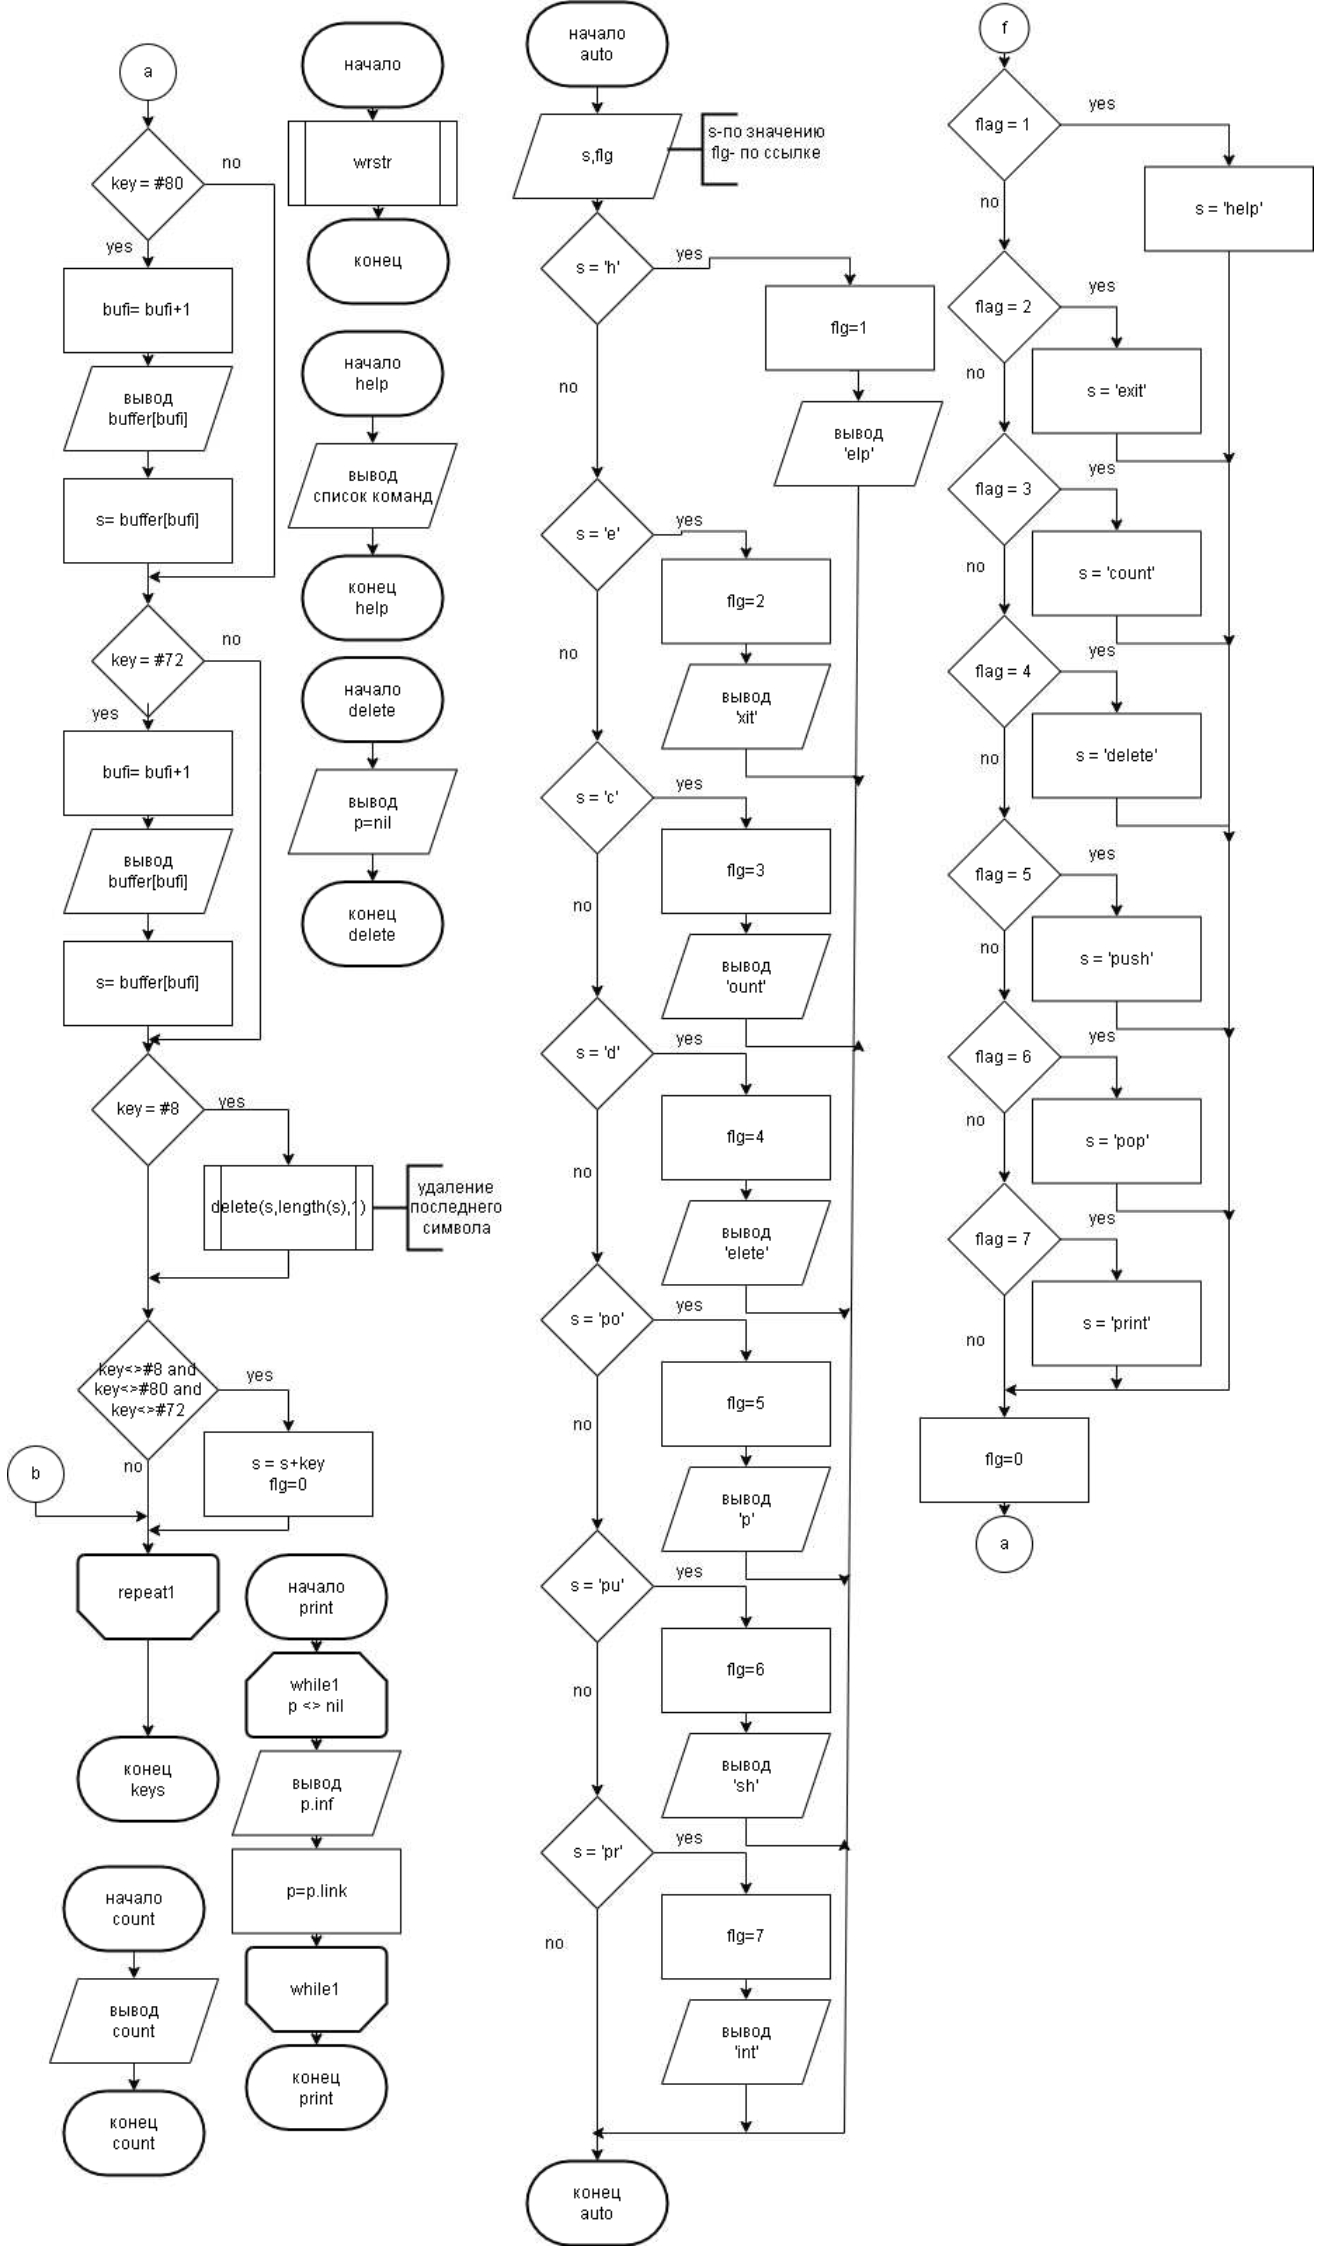 a
key = #80
no
yes
bufi= bufi+1
вывод
buffer[bufi]
s= buffer[bufi]
key = #72
no
yes
bufi= bufi+1
вывод
buffer[bufi]
s= buffer[bufi]
key = #8
yes
delete(s,length(s),1)
удаление
последнего
символа
key<>#8 and
key<>#80 and
key<>#72
yes
no
s = s+key
flg=0
b
repeat1
конец
keys
начало
count
вывод
count
конец
count
начало
wrstr
конец
начало
help
вывод
список команд
конец
help
начало
delete
вывод
p=nil
конец
delete
начало
print
while1
p <> nil
вывод
p.inf
p=p.link
while1
конец
print
начало
auto
s,flg
s-по значению
flg- по ссылке
s = 'h'
yes
no
flg=1
вывод
'elp'
s = 'e'
yes
no
flg=2
вывод
'xit'
s = 'c'
yes
no
flg=3
вывод
'ount'
s = 'd'
yes
no
flg=4
вывод
'elete'
s = 'po'
yes
no
flg=5
вывод
'p'
s = 'pu'
yes
no
flg=6
вывод
'sh'
s = 'pr'
yes
no
flg=7
вывод
'int'
конец
auto
f
flag = 1
yes
no
s = 'help'
flag = 2
yes
no
s = 'exit'
flag = 3
yes
no
s = 'count'
flag = 4
yes
no
s = 'delete'
flag = 5
yes
no
s = 'push'
flag = 6
yes
no
s = 'pop'
flag = 7
yes
no
s = 'print'
flg=0
a